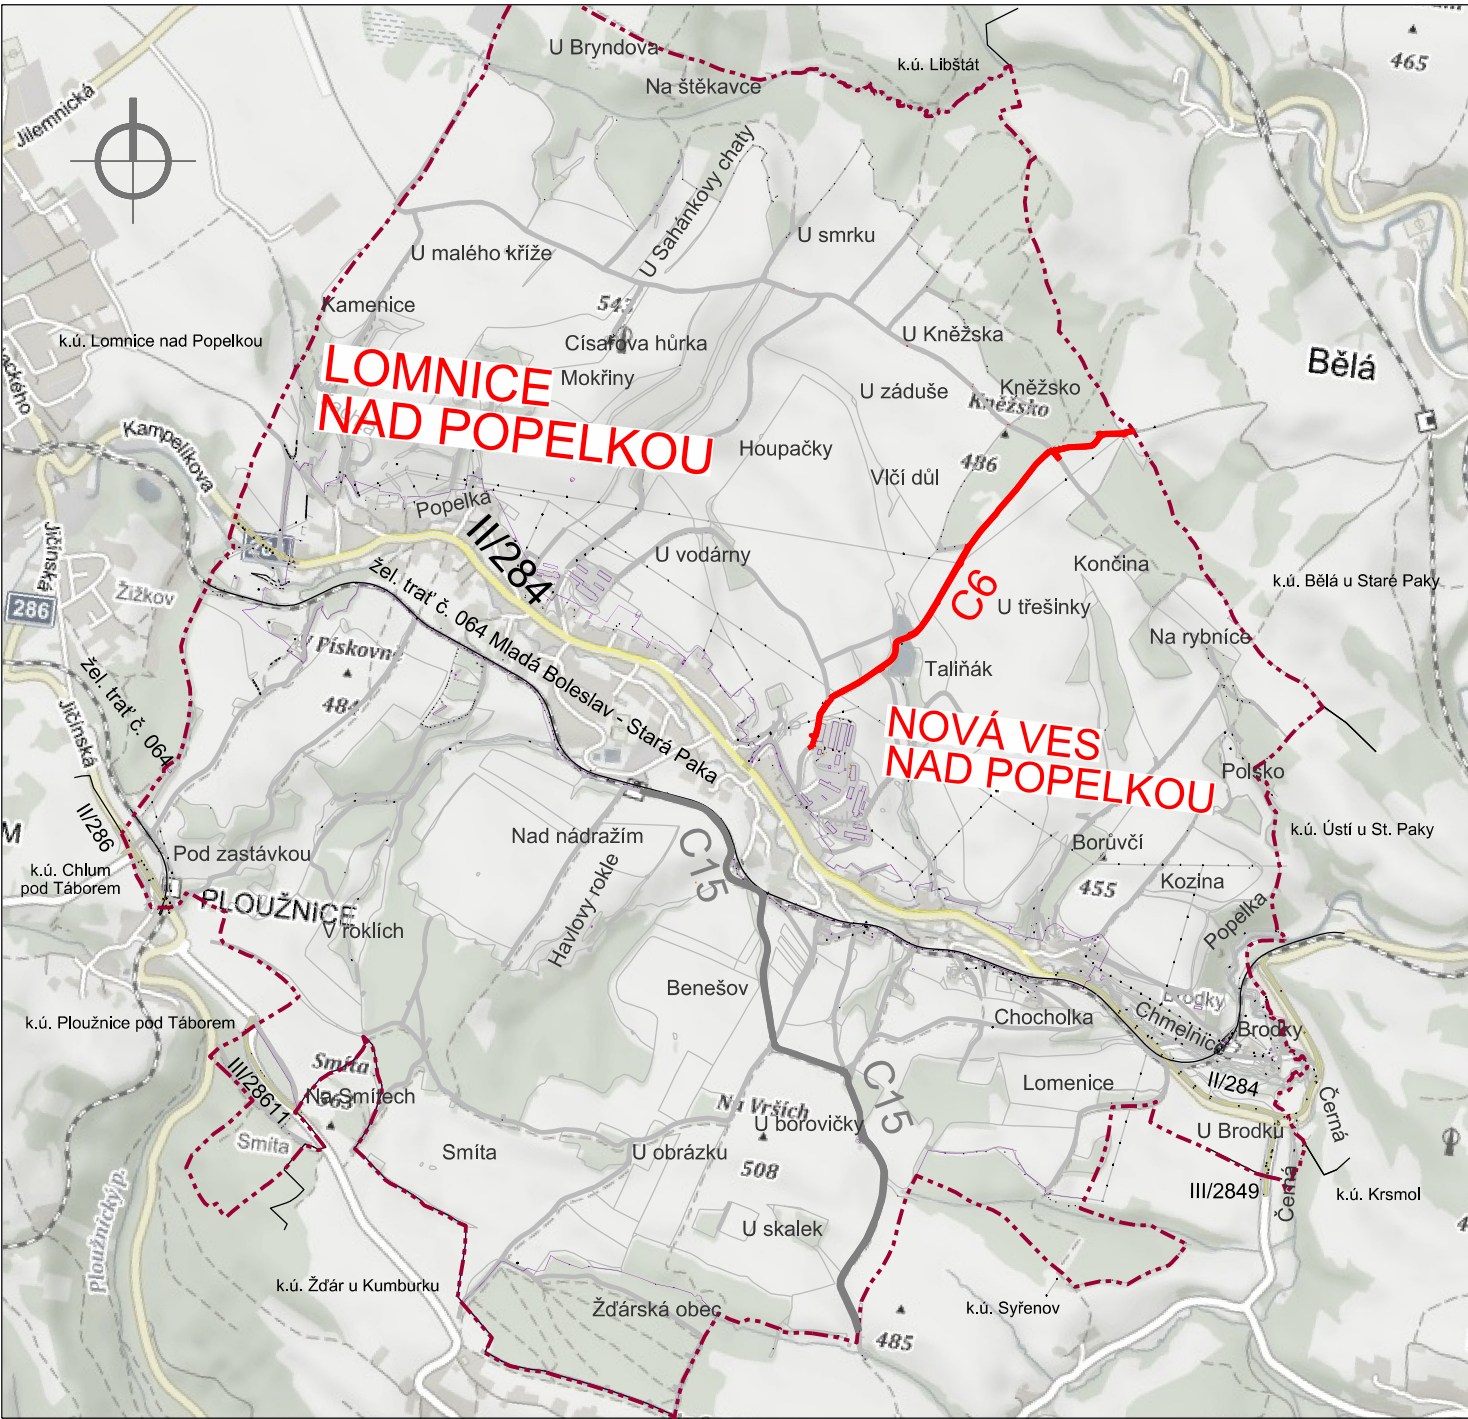 U Bryndova
465
k.ú. Libštát
Na štěkavce
Jilemnická
U Sahánkovy chaty
U smrku
U malého kříže
Kamenice
U Kněžska
k.ú. Lomnice nad Popelkou
Císařova hůrka
Bělá
LOMNICE
NAD POPELKOU
Mokřiny
U záduše
Kněžsko
Kněžsko
Kampelíkova
Houpačky
486
Vlčí důl
Popelka
II/284
U vodárny
Končina
k.ú. Bělá u Staré Paky
Jičínská
286
Žižkov
žel. trať č. 064 Mladá Boleslav - Stará Paka
C6
U třešinky
Na rybníce
484
Taliňák
žel. trať č. 064
Jičínská
NOVÁ VES
NAD POPELKOU
Polsko
II/286
Nad nádražím
C15
k.ú. Ústí u St. Paky
Pod zastávkou
Borůvčí
455
Kozina
k.ú. Chlum
pod Táborem
PLOUŽNICE
V roklích
Havlovy rokle
Popelka
Benešov
Brodky
Chmelnice
Brodky
Chocholka
k.ú. Ploužnice pod Táborem
Smíta
Na Smítech
III/28611
Smíta
C15
Lomenice
II/284
Na Vrších
U borovičky
Černá
U Brodků
Smíta
U obrázku
508
III/2849
Černá
k.ú. Krsmol
Ploužnický p.
U skalek
k.ú. Žďár u Kumburku
Žďárská obec
k.ú. Syřenov
485